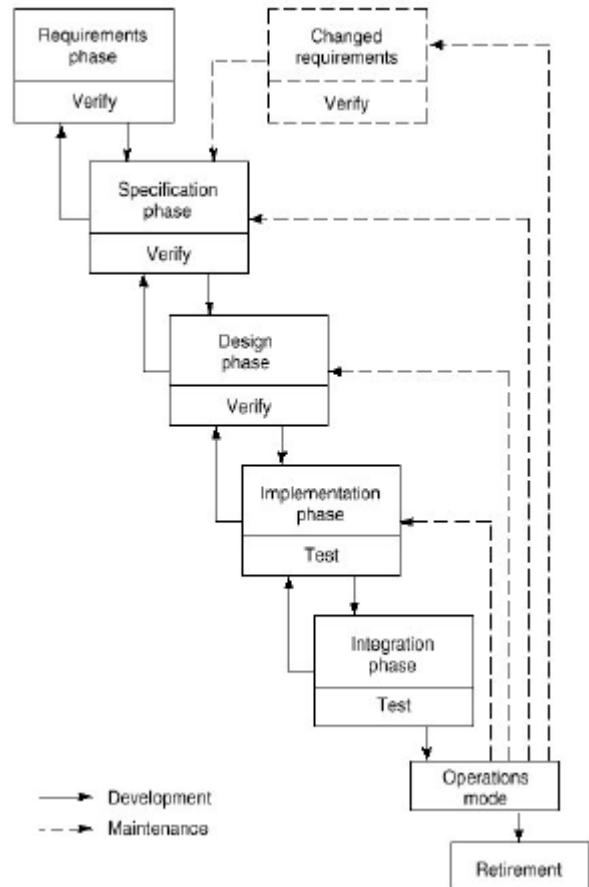 Requirements
phase
Verify
Changed
requirements
Verify
Specification
phase
Verify
Design
phase
Verify
Implementation
phase
Test
Integration
phase
Test
Operations
mode
Development
Maintenance
Retirement